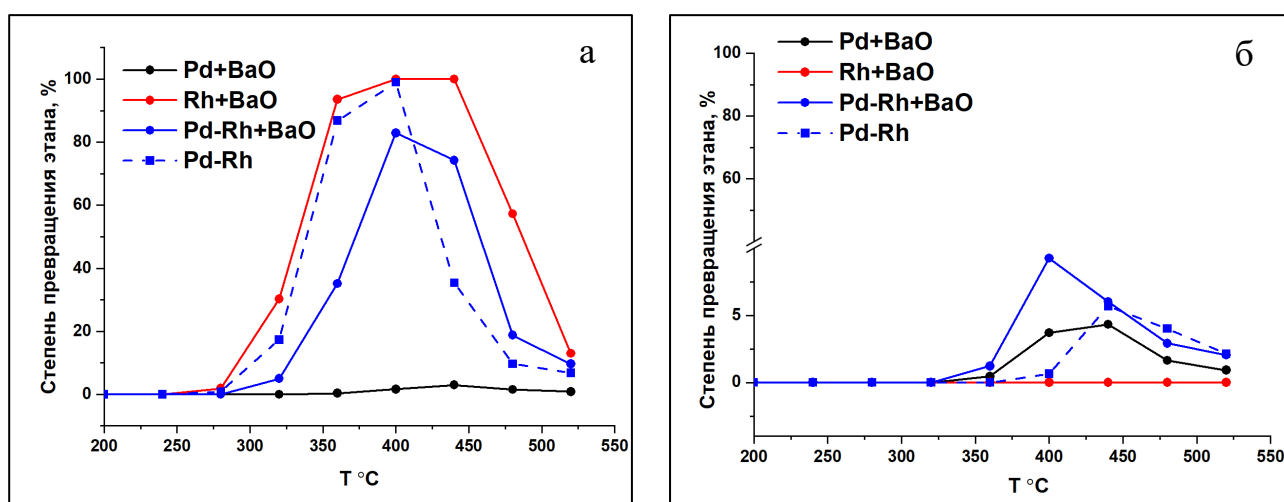 а
Степень превращения этана, %
100
80
60
40
20
0
Pd+BaO
Rh+BaO
Pd-Rh+BaO
Pd-Rh
200 250 300 350 400 450 500 550
T °C
б
Степень превращения этана, %
100
90
80
70
60
5
0
Pd+BaO
Rh+BaO
Pd-Rh+BaO
Pd-Rh
200 250 300 350 400 450 500 550
T °C